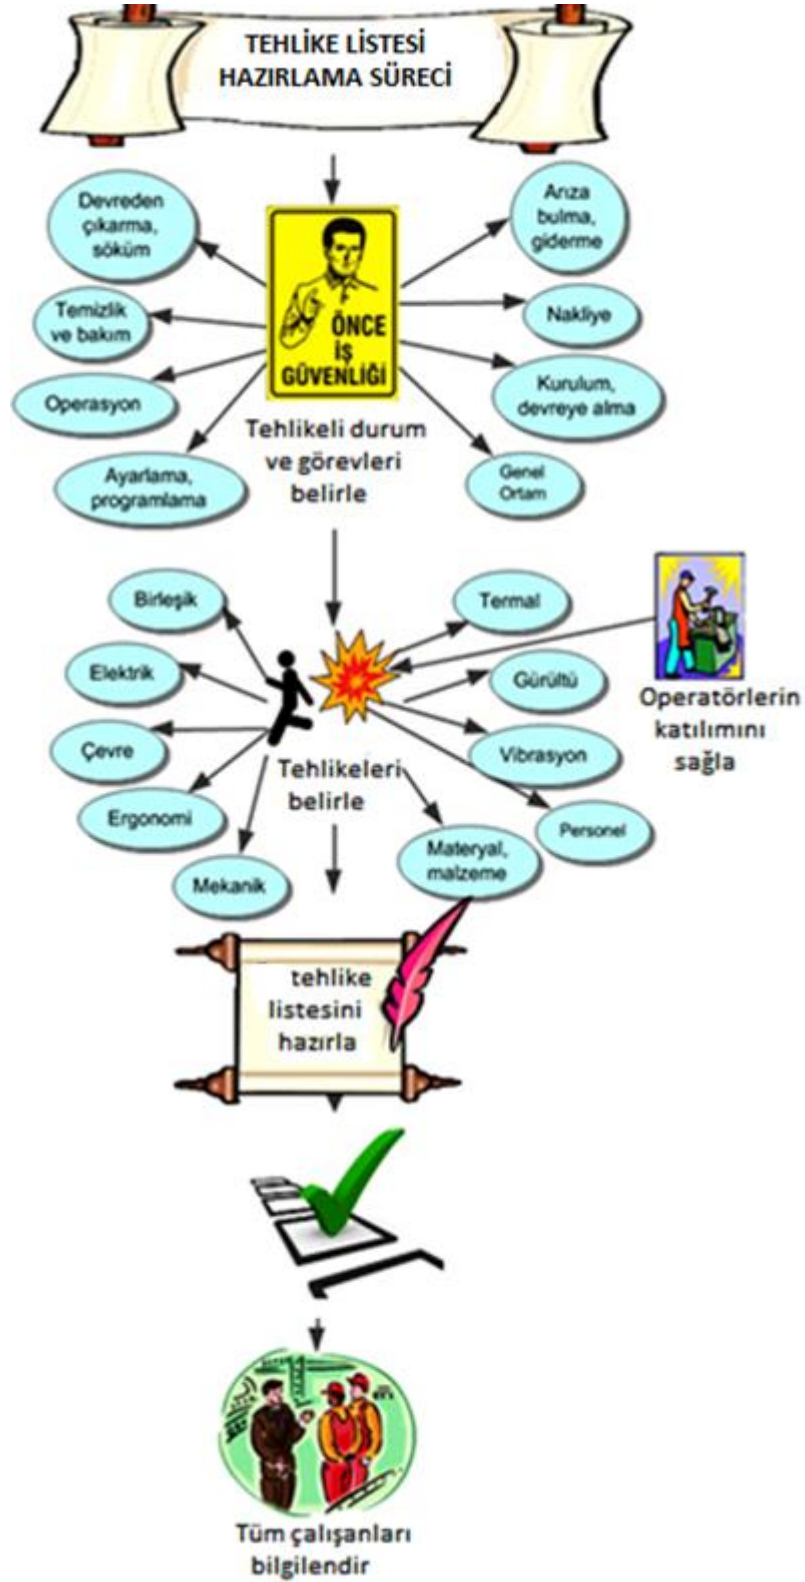 TEHLİKE LİSTESİ
HAZIRLAMA SÜRECİ
Devreden
çıkarma,
söküm
Arıza
bulma,
giderme
Temizlik
ve bakım
ÖNCE
İŞ
GÜVENLİĞİ
Nakliye
Operasyon
Kurulum,
devreye alma
Ayarlama,
programlama
Tehlikeli durum
ve görevleri
belirle
Genel
Ortam
Birleşik
Termal
Elektrik
Gürültü
Operatörlerin
katılımını
sağla
Çevre
Vibrasyon
Tehlikeleri
belirle
Ergonomi
Personel
Mekanik
Materyal,
malzeme
tehlike
listesini
hazırla
Tüm çalışanları
bilgilendir